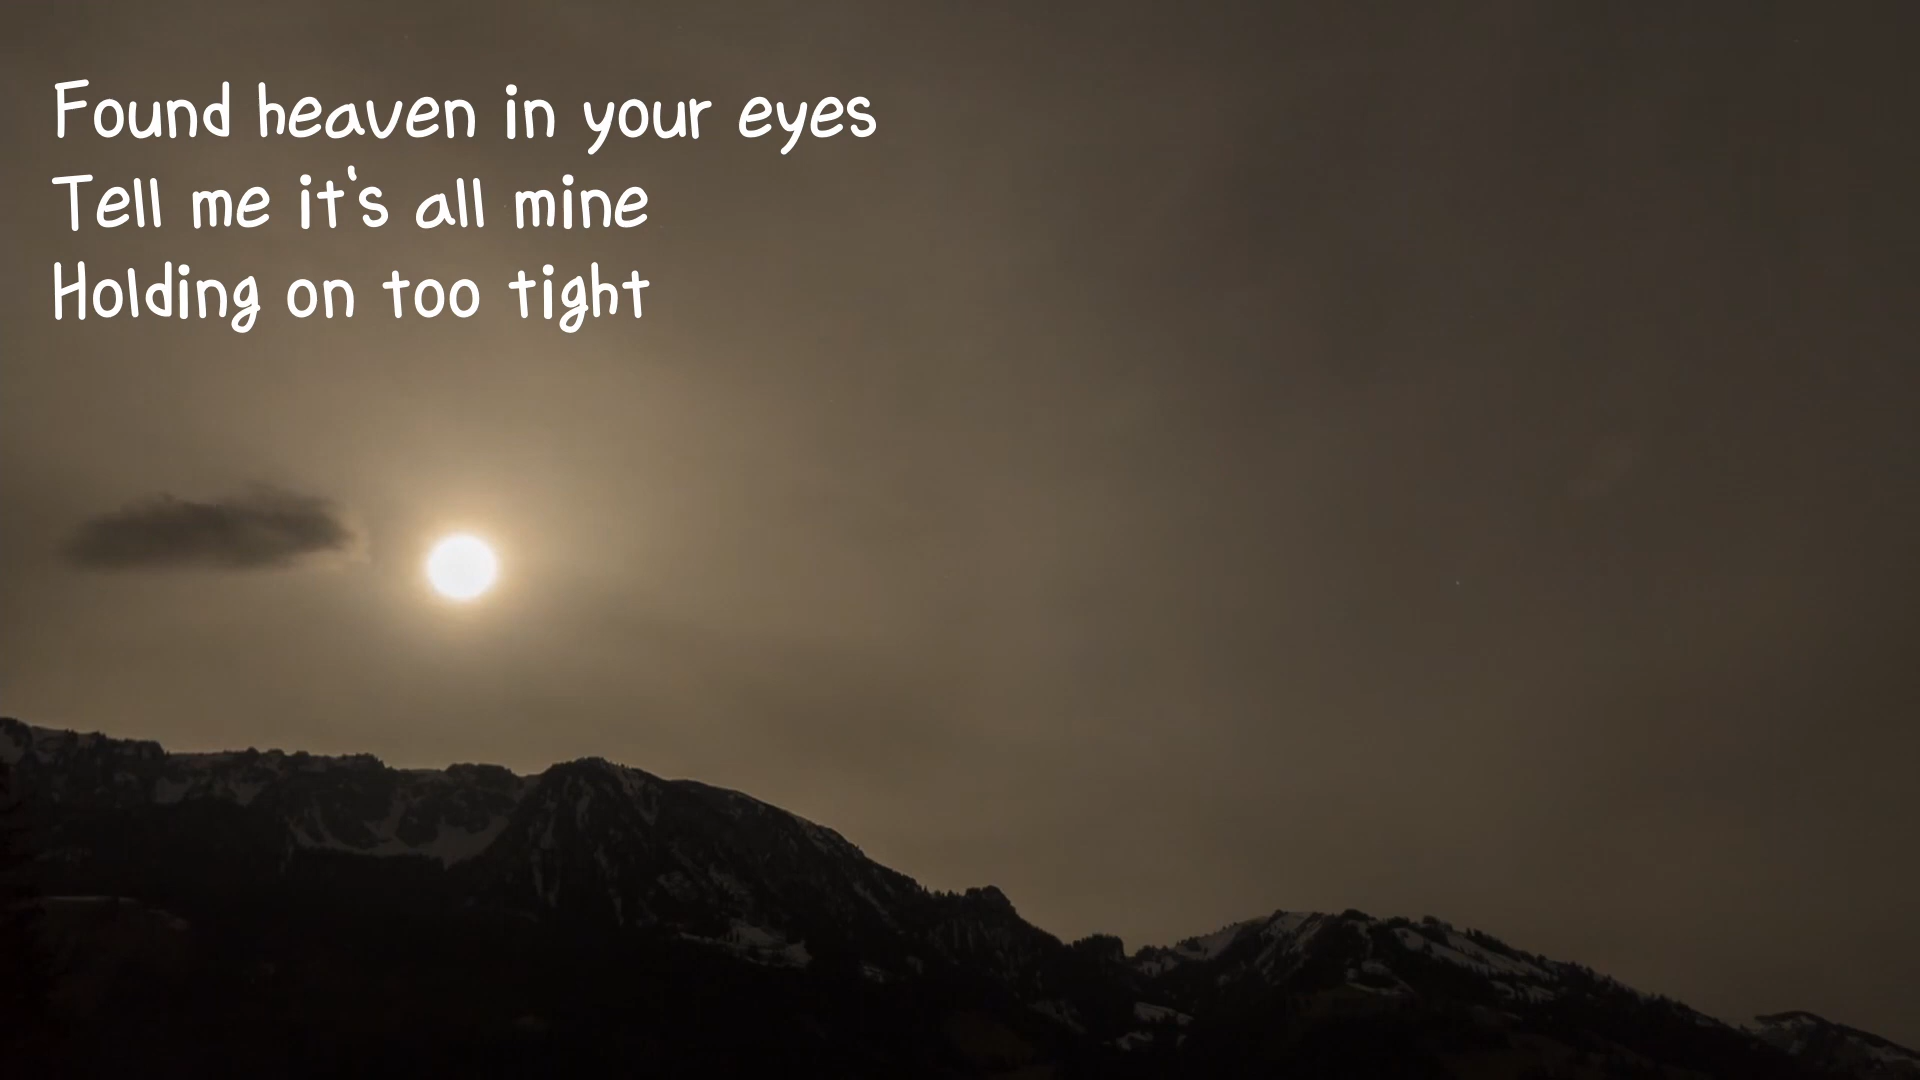 Found heaven in your eyes
Tell me it's all mine
Holding on too tight